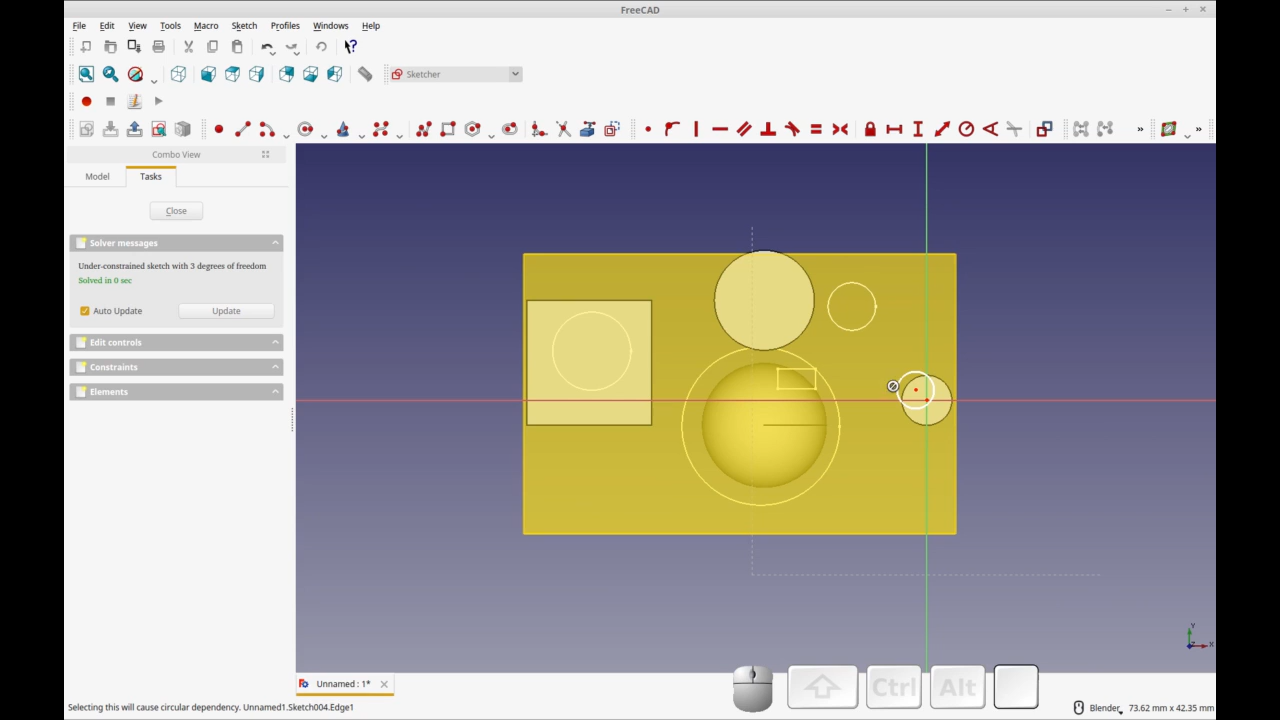 FreeCAD
File Edit View Tools Macro Sketch Profiles Windows Help
Sketcher
Combo View
Model Tasks
Close
Solver messages
Under-constrained sketch with 3 degrees of freedom
Solved in 0 sec
Auto Update Update
Edit controls
Constraints
Elements
Y
Z X
Unnamed : 1*
Ctrl Alt
Selecting this will cause circular dependency. Unnamed1.Sketch004.Edge1 Blender 73.62 mm x 42.35 mm